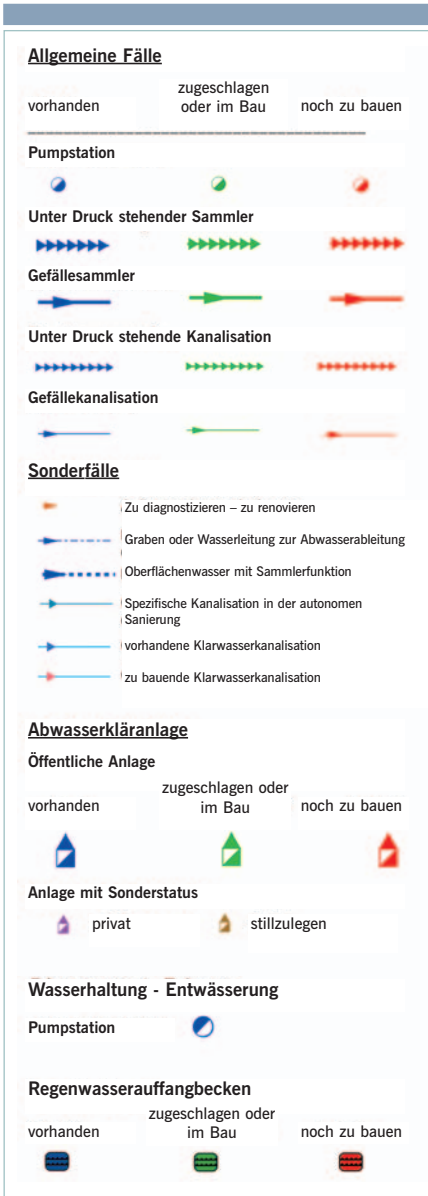 Allgemeine Fälle
zugeschlagen
vorhanden oder im Bau noch zu bauen
Pumpstation
Unter Druck stehender Sammler
Gefällesammler
Unter Druck stehende Kanalisation
Gefällekanalisation
Sonderfälle
Zu diagnostizieren – zu renovieren
Graben oder Wasserleitung zur Abwasserableitung
Oberflächenwasser mit Sammlerfunktion
Spezifische Kanalisation in der autonomen
Sanierung
vorhandene Klarwasserkanalisation
zu bauende Klarwasserkanalisation
Abwasserkläranlage
Öffentliche Anlage
zugeschlagen oder
vorhanden im Bau noch zu bauen
Anlage mit Sonderstatus
privat stillzulegen
Wasserhaltung - Entwässerung
Pumpstation
Regenwasserauffangbecken
zugeschlagen oder
vorhanden im Bau noch zu bauen